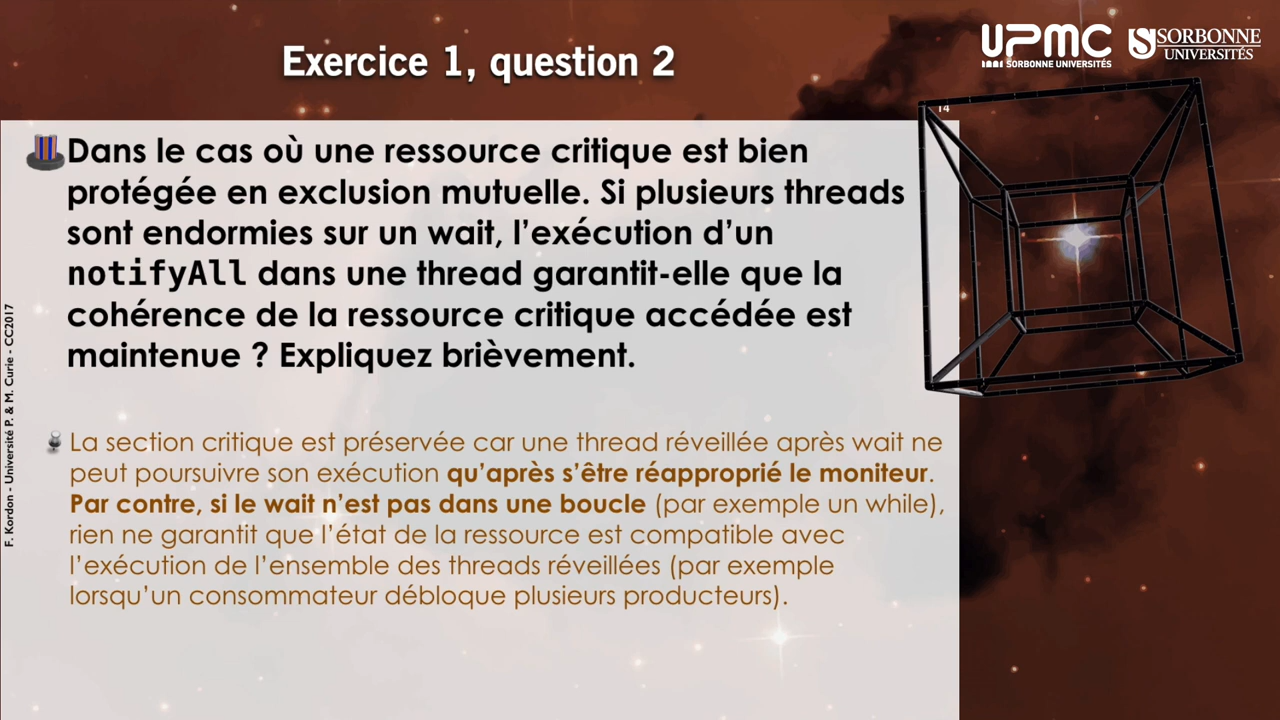 Exercice 1, question 2
UPMC
SORBONNE UNIVERSITÉS
SORBONNE
UNIVERSITÉS
14
Dans le cas où une ressource critique est bien
protégée en exclusion mutuelle. Si plusieurs threads
sont endormies sur un wait, l’exécution d’un
notifyAll dans une thread garantit-elle que la
cohérence de la ressource critique accédée est
maintenue ? Expliquez brièvement.
La section critique est préservée car une thread réveillée après wait ne
peut poursuivre son exécution qu’après s’être réapproprié le moniteur.
Par contre, si le wait n’est pas dans une boucle (par exemple un while),
rien ne garantit que l’état de la ressource est compatible avec
l’exécution de l’ensemble des threads réveillées (par exemple
lorsqu’un consommateur débloque plusieurs producteurs).
F. Kordon - Université P. & M. Curie - CC2017